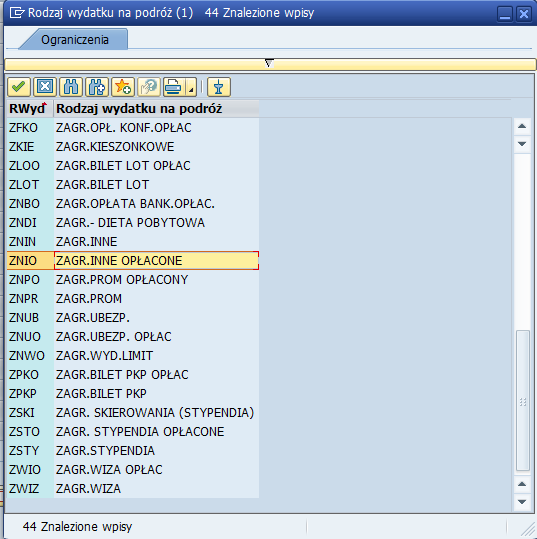 Rodzaj wydatku na podróż (1) 44 Znalezione wpisy
Ograniczenia
RWyd Rodzaj wydatku na podróż
ZFKO ZAGR.OPŁ. KONF.OPŁAC
ZKIE ZAGR.KIESZONKOWE
ZLOO ZAGR.BILET LOT OPŁAC
ZLOT ZAGR.BILET LOT
ZNBO ZAGR.OPŁATA BANK.OPŁAC.
ZNDI ZAGR.- DIETA POBYTOWA
ZNIN ZAGR.INNE
ZNIO ZAGR.INNE OPŁACONE
ZNPO ZAGR.PROM OPŁACONY
ZNPR ZAGR.PROM
ZNUB ZAGR.UBEZP.
ZNUO ZAGR.UBEZP. OPŁAC
ZNWO ZAGR.WYD.LIMIT
ZPKO ZAGR.BILET PKP OPŁAC
ZPKP ZAGR.BILET PKP
ZSKI ZAGR. SKIEROWANIA (STYPENDIA)
ZSTO ZAGR. STYPENDIA OPŁACONE
ZSTY ZAGR.STYPENDIA
ZWIO ZAGR.WIZA OPŁAC
ZWIZ ZAGR.WIZA
44 Znalezione wpisy